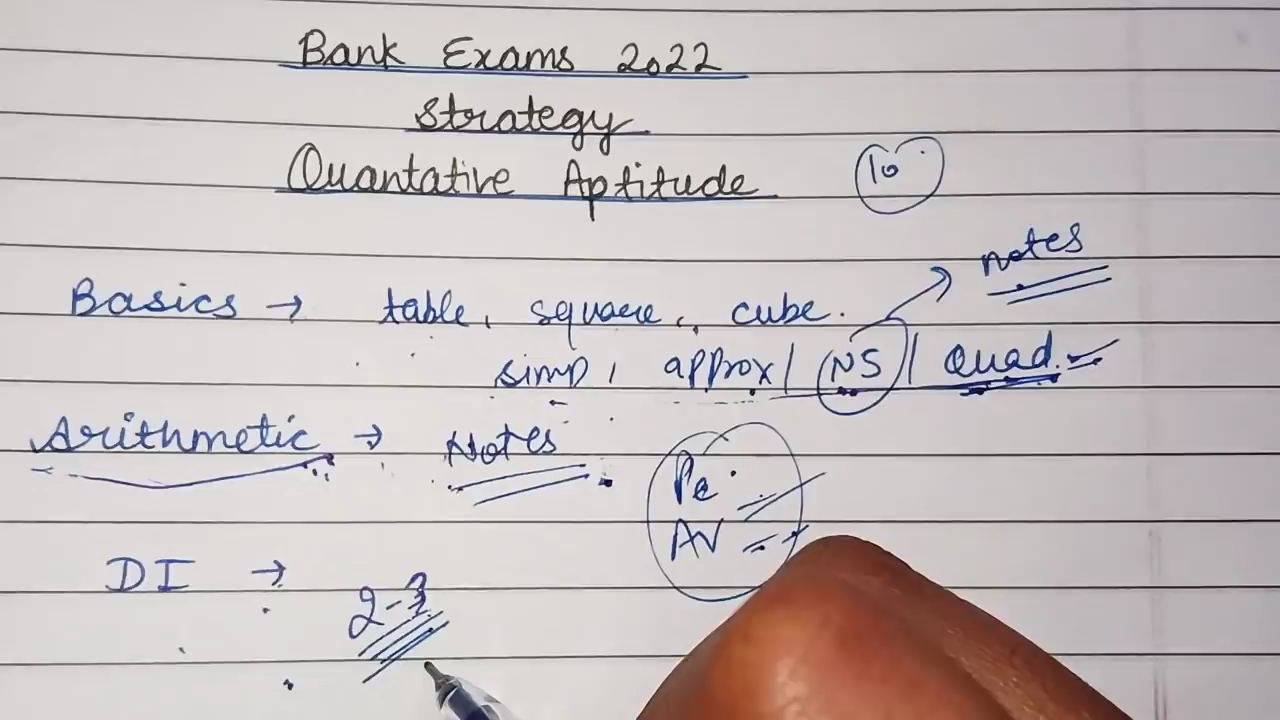 Bank Exams 2022
Strategy
Quantative Aptitude 10
notes
Basics → table, square, cube.
simp, approx / NS / Quad.
Arithmetic → Notes
Pe
AV
DI → 2-3